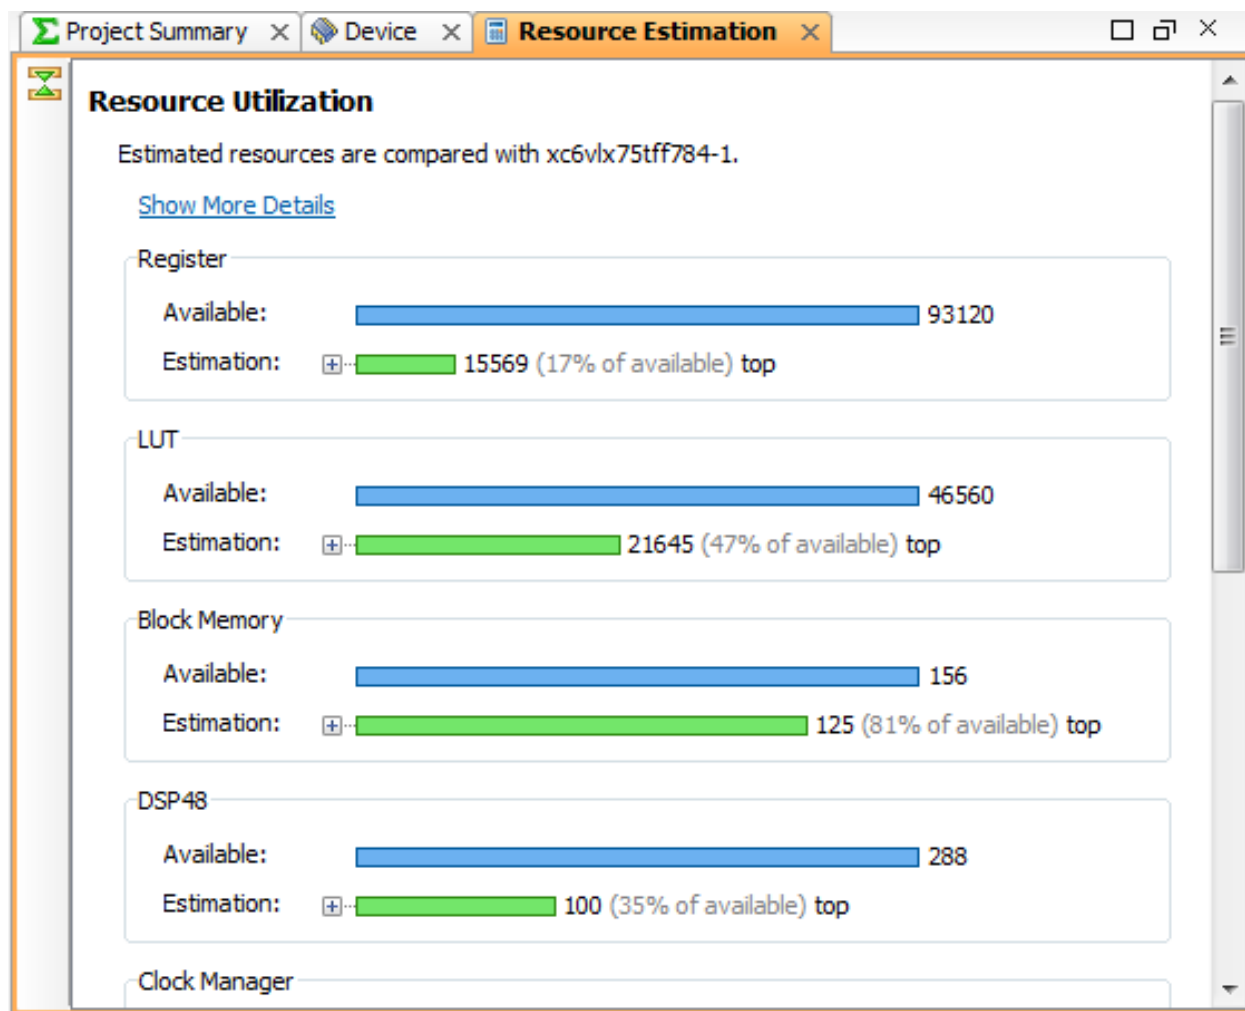 Project Summary Device Resource Estimation
Resource Utilization
Estimated resources are compared with xc6vlx75tff784-1.
Show More Details
Register
Available: 93120
Estimation: 15569 (17% of available) top
LUT
Available: 46560
Estimation: 21645 (47% of available) top
Block Memory
Available: 156
Estimation: 125 (81% of available) top
DSP48
Available: 288
Estimation: 100 (35% of available) top
Clock Manager